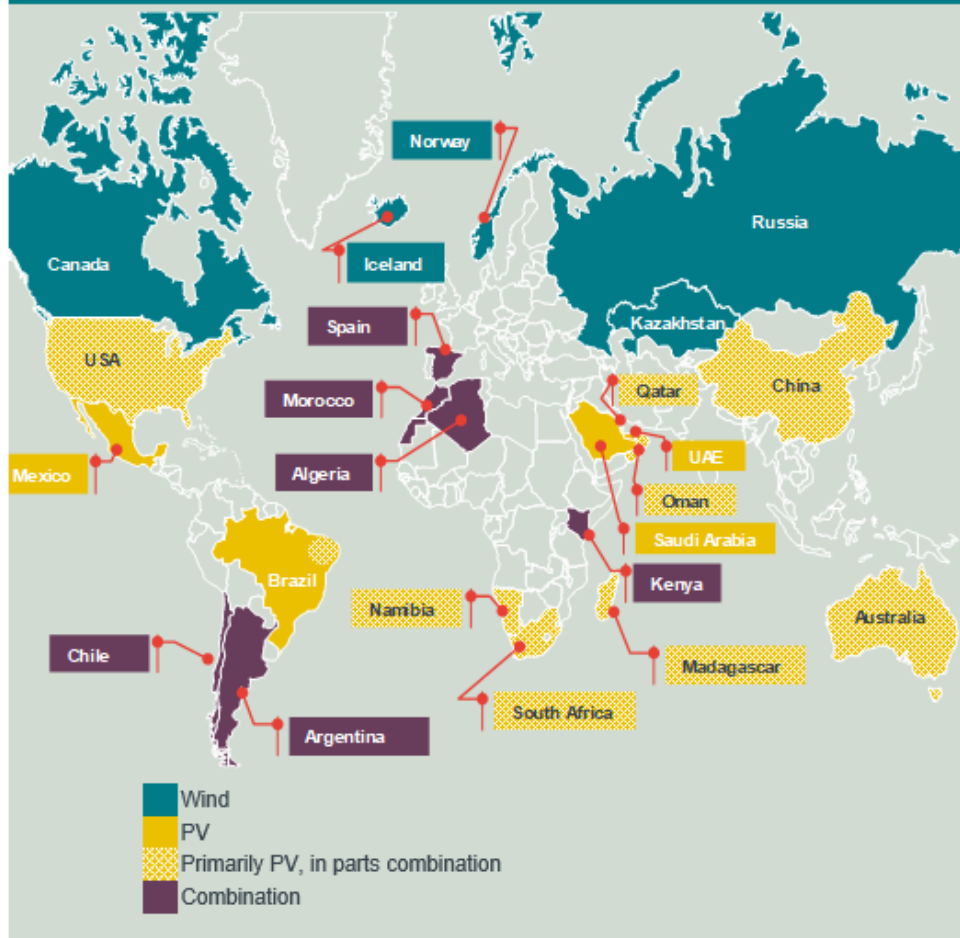 Norway
Russia
Canada
Iceland
Spain
Kazakhstan
USA
Qatar
China
Morocco
UAE
Algeria
Mexico
Oman
Saudi Arabia
Brazil
Kenya
Namibia
Australia
Chile
Madagascar
South Africa
Argentina
Wind
PV
Primarily PV, in parts combination
Combination